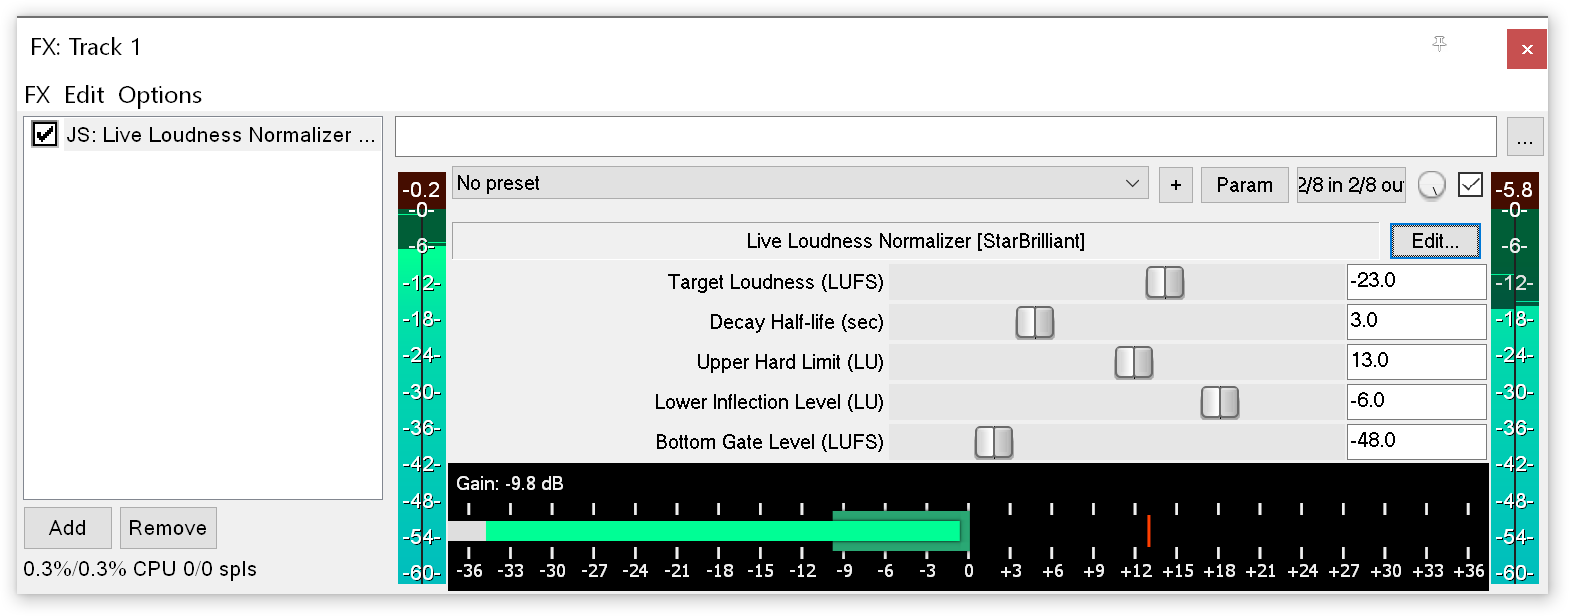 FX: Track 1
×
FX Edit Options
JS: Live Loudness Normalizer ...
...
-0.2
No preset
+
Param
2/8 in 2/8 ou
-5.8
-0-
-6-
-12-
-18-
-24-
-30-
-36-
-42-
-48-
-54-
-60-
Live Loudness Normalizer [StarBrilliant]
Edit...
Target Loudness (LUFS) -23.0
Decay Half-life (sec) 3.0
Upper Hard Limit (LU) 13.0
Lower Inflection Level (LU) -6.0
Bottom Gate Level (LUFS) -48.0
Gain: -9.8 dB
-36 -33 -30 -27 -24 -21 -18 -15 -12 -9 -6 -3 0 +3 +6 +9 +12 +15 +18 +21 +24 +27 +30 +33 +36
-0-
-6-
-12-
-18-
-24-
-30-
-36-
-42-
-48-
-54-
-60-
Add Remove
0.3%/0.3% CPU 0/0 spls